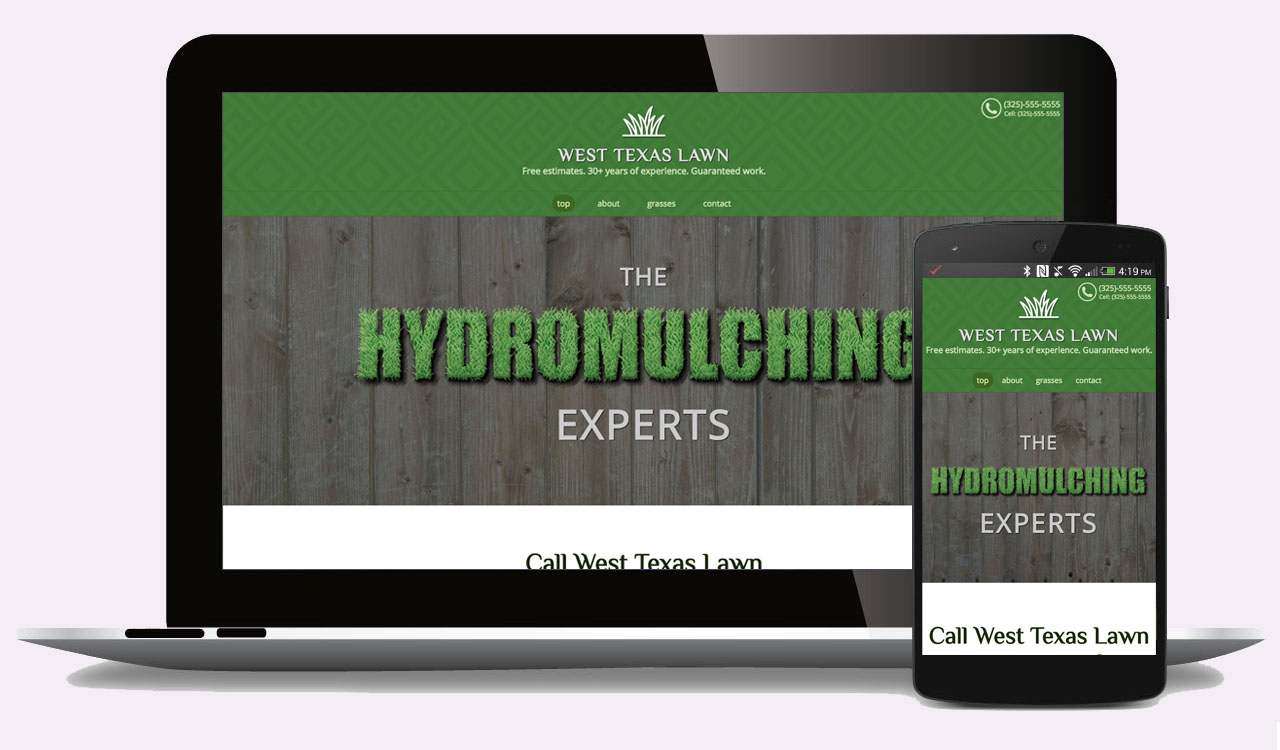 (325)-555-5555
Cell: (325)-555-5555
WEST TEXAS LAWN
Free estimates. 30+ years of experience. Guaranteed work.
top about grasses contact
THE
HYDROMULCHING
EXPERTS
Call West Texas Lawn
4:19 PM
(325)-555-5555
Cell: (325)-555-5555
WEST TEXAS LAWN
Free estimates. 30+ years of experience. Guaranteed work.
top about grasses contact
THE
HYDROMULCHING
EXPERTS
Call West Texas Lawn